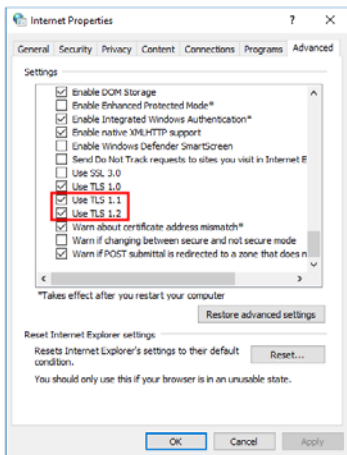 Internet Properties ? ×
General Security Privacy Content Connections Programs Advanced
Settings
Enable DOM Storage
Enable Enhanced Protected Mode*
Enable Integrated Windows Authentication*
Enable native XMLHTTP support
Enable Windows Defender SmartScreen
Send Do Not Track requests to sites you visit in Internet E
Use SSL 3.0
Use TLS 1.0
Use TLS 1.1
Use TLS 1.2
Warn about certificate address mismatch*
Warn if changing between secure and not secure mode
Warn if POST submittal is redirected to a zone that does n
*Takes effect after you restart your computer
Restore advanced settings
Reset Internet Explorer settings
Resets Internet Explorer's settings to their default
condition.
Reset...
You should only use this if your browser is in an unusable state.
OK Cancel Apply